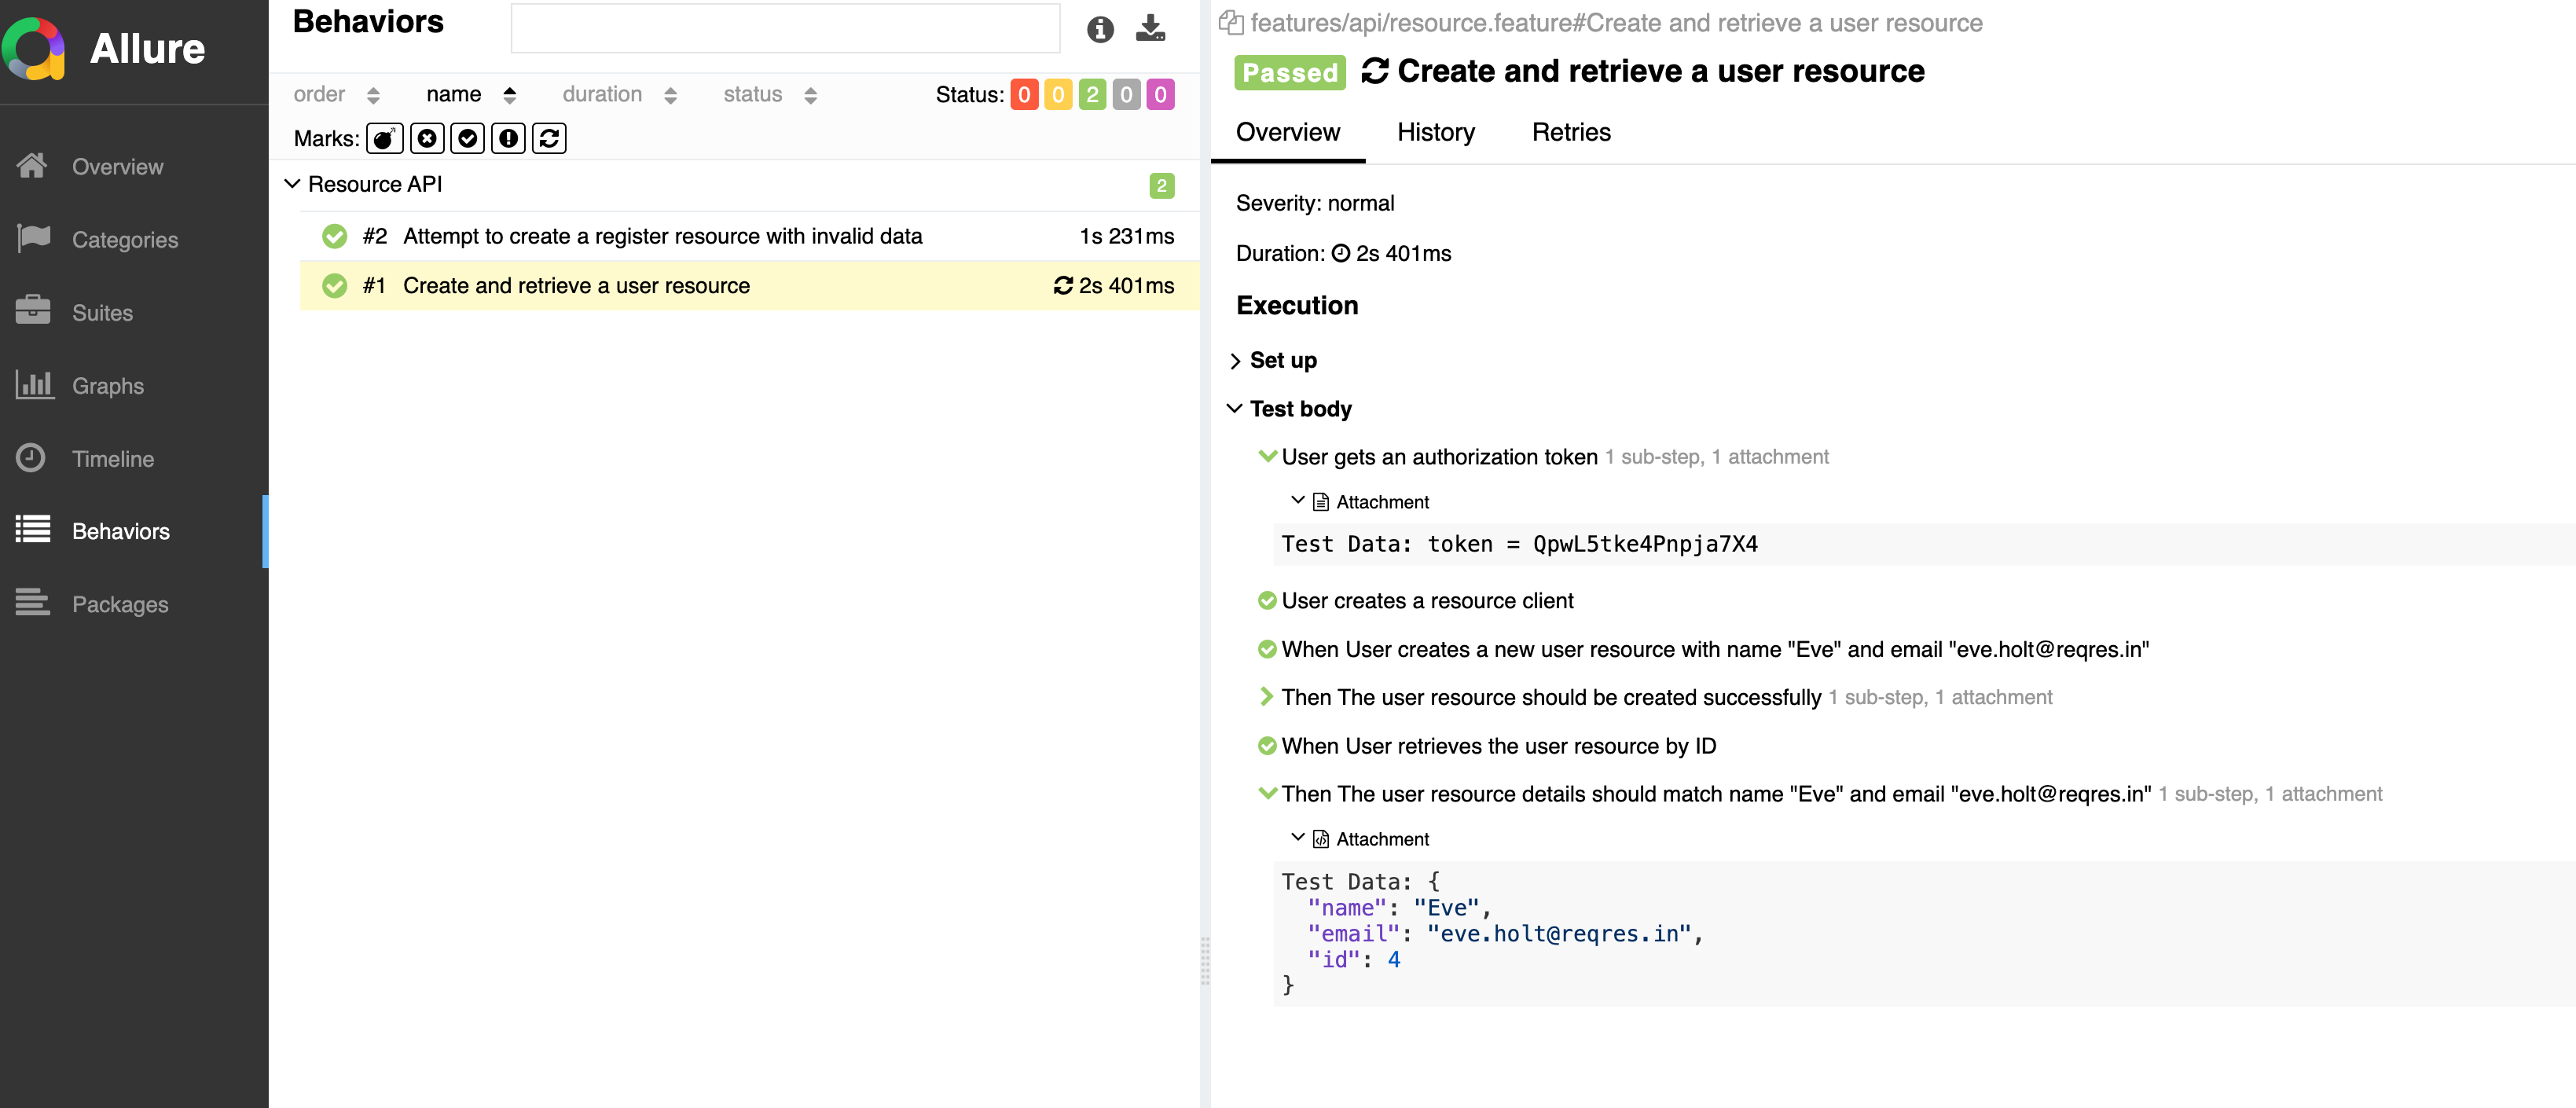 Allure
Overview
Categories
Suites
Graphs
Timeline
Behaviors
Packages
Behaviors
order name duration status Status: 0 0 2 0 0
Marks:
Resource API 2
#2 Attempt to create a register resource with invalid data 1s 231ms
#1 Create and retrieve a user resource 2s 401ms
features/api/resource.feature#Create and retrieve a user resource
Passed Create and retrieve a user resource
Overview History Retries
Severity: normal
Duration: 2s 401ms
Execution
Set up
Test body
User gets an authorization token 1 sub-step, 1 attachment
Attachment
Test Data: token = QpwL5tke4Pnpja7X4
User creates a resource client
When User creates a new user resource with name "Eve" and email "eve.holt@reqres.in"
Then The user resource should be created successfully 1 sub-step, 1 attachment
When User retrieves the user resource by ID
Then The user resource details should match name "Eve" and email "eve.holt@reqres.in" 1 sub-step, 1 attachment
Attachment
Test Data: {
"name": "Eve",
"email": "eve.holt@reqres.in",
"id": 4
}